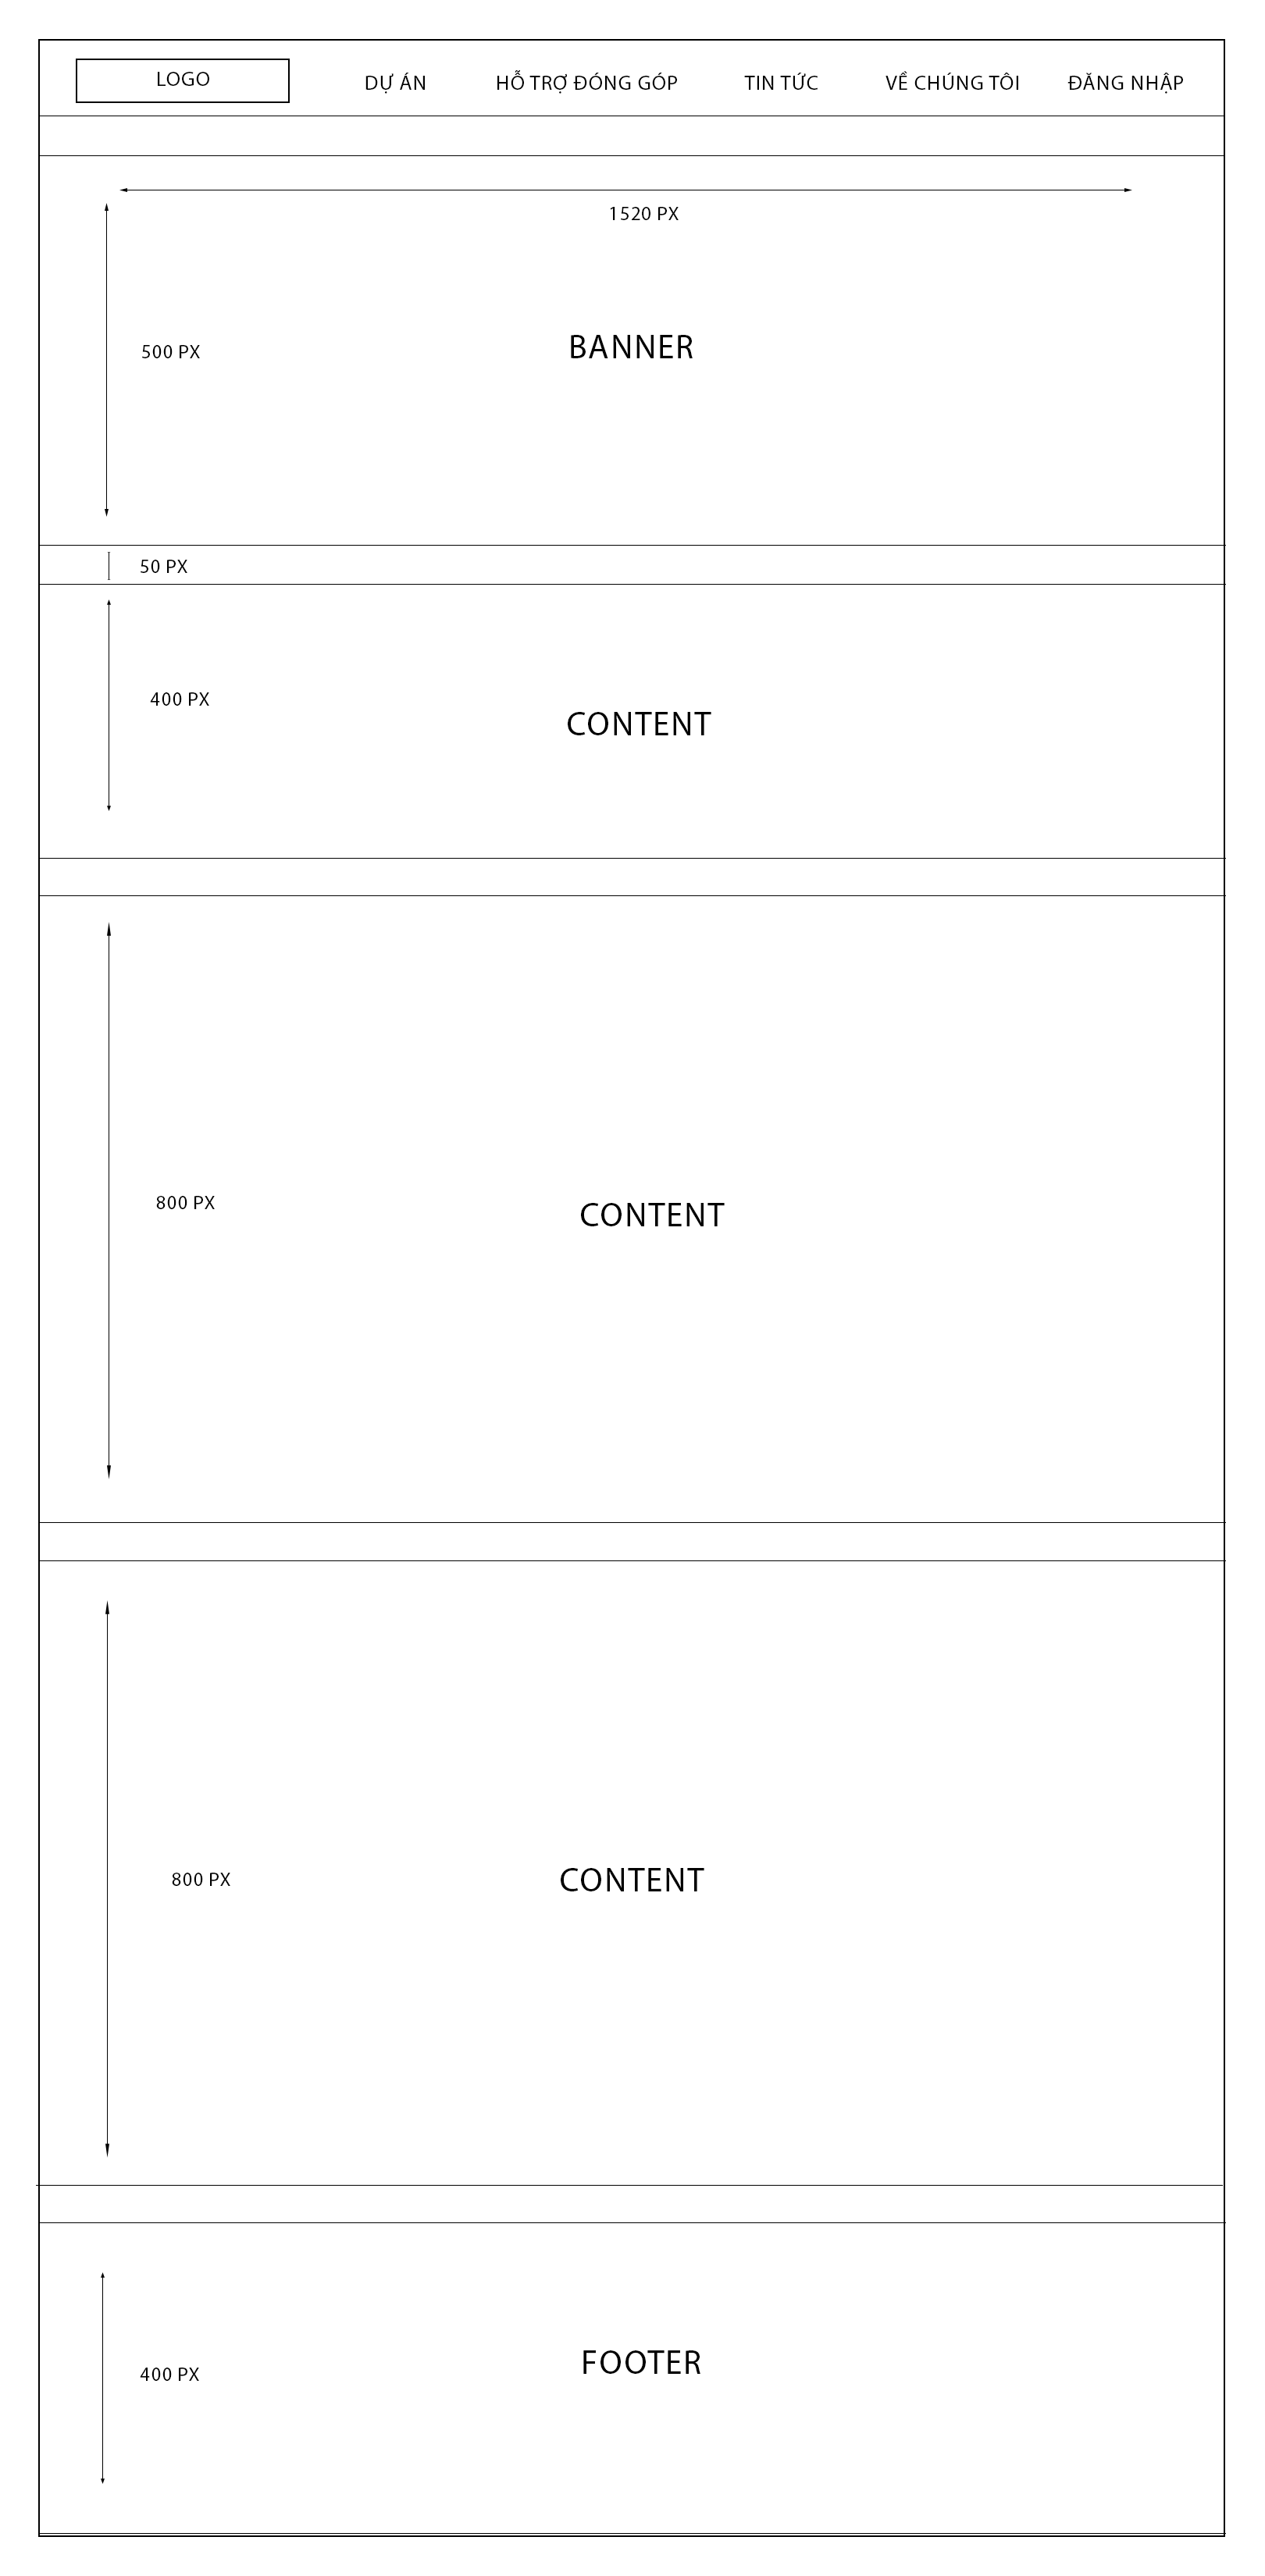 LOGO
DỰ ÁN
HỖ TRỢ ĐÓNG GÓP
TIN TỨC
VỀ CHÚNG TÔI
ĐĂNG NHẬP
1520 PX
500 PX
BANNER
50 PX
400 PX
CONTENT
800 PX
CONTENT
800 PX
CONTENT
400 PX
FOOTER